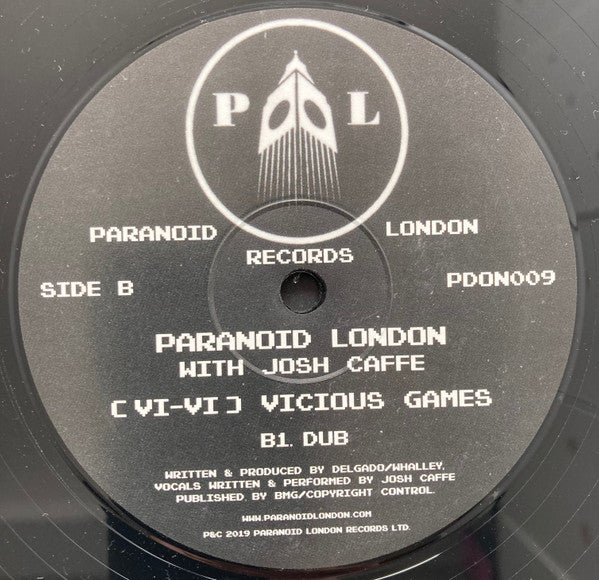 P L
PARANOID LONDON
RECORDS
SIDE B PDON009
PARANOID LONDON
WITH JOSH CAFFE
[VI-VI] VICIOUS GAMES
B1. DUB
WRITTEN & PRODUCED BY DELGADO/WHALLEY.
VOCALS WRITTEN & PERFORMED BY JOSH CAFFE
PUBLISHED BY BMG/COPYRIGHT CONTROL.
WWW.PARANOIDLONDON.COM
P&C 2019 PARANOID LONDON RECORDS LTD.